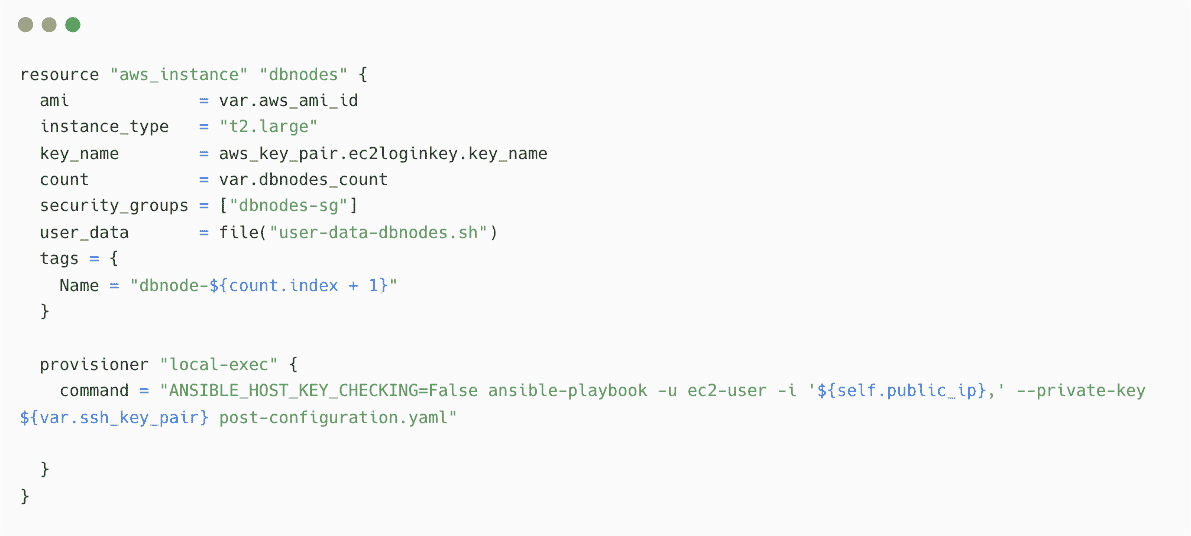 resource "aws_instance" "dbnodes" {
  ami             = var.aws_ami_id
  instance_type   = "t2.large"
  key_name        = aws_key_pair.ec2loginkey.key_name
  count           = var.dbnodes_count
  security_groups = ["dbnodes-sg"]
  user_data       = file("user-data-dbnodes.sh")
  tags = {
    Name = "dbnode-${count.index + 1}"
  }

  provisioner "local-exec" {
    command = "ANSIBLE_HOST_KEY_CHECKING=False ansible-playbook -u ec2-user -i '${self.public_ip},' --private-key
${var.ssh_key_pair} post-configuration.yaml"

  }
}